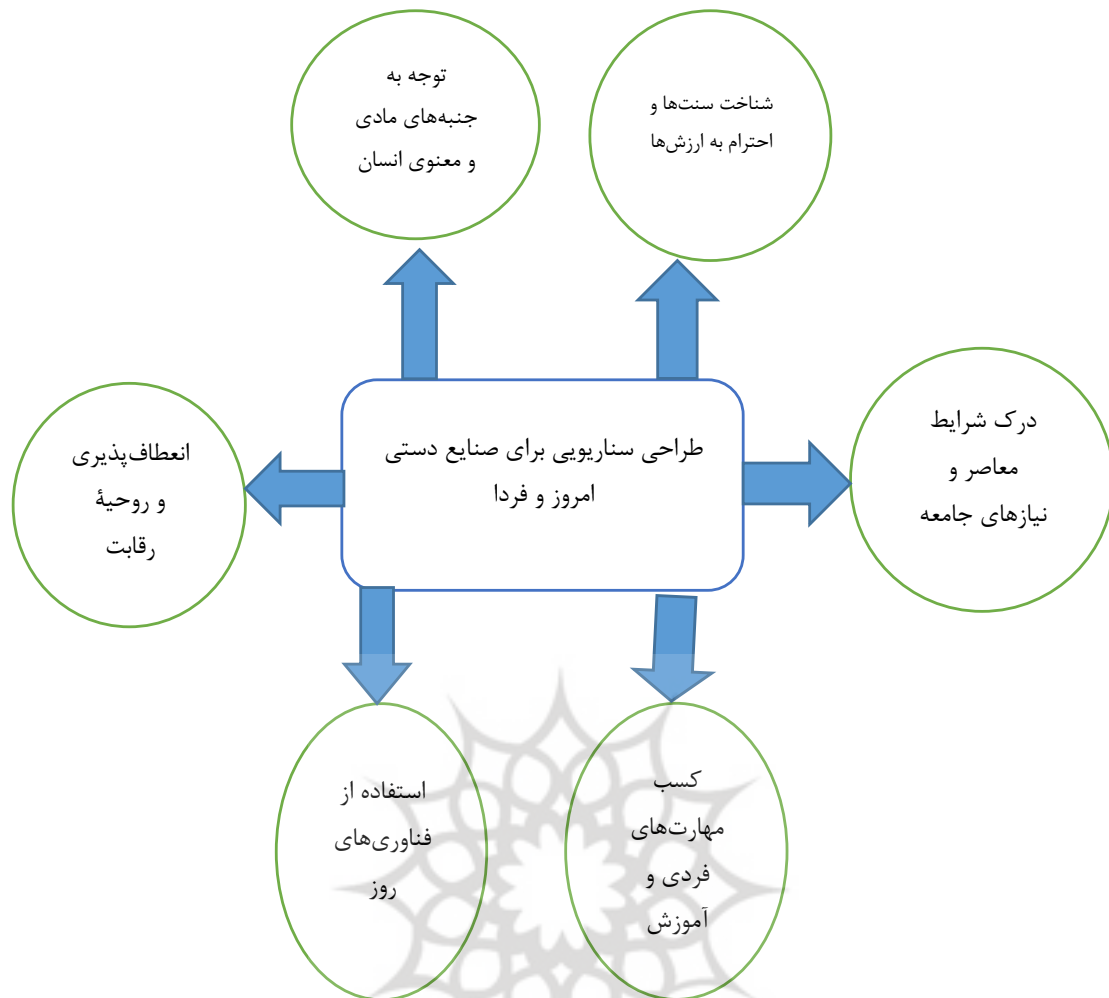 شناخت سنت‌ها و
احترام به ارزش‌ها
توجه به
جنبه‌های مادی
و معنوی انسان
درک شرایط
معاصر و
نیازهای جامعه
طراحی سناریویی برای صنایع دستی
امروز و فردا
انعطاف‌پذیری
و روحیهٔ
رقابت
کسب
مهارت‌های
فردی و
آموزش
استفاده از
فناوری‌های
روز